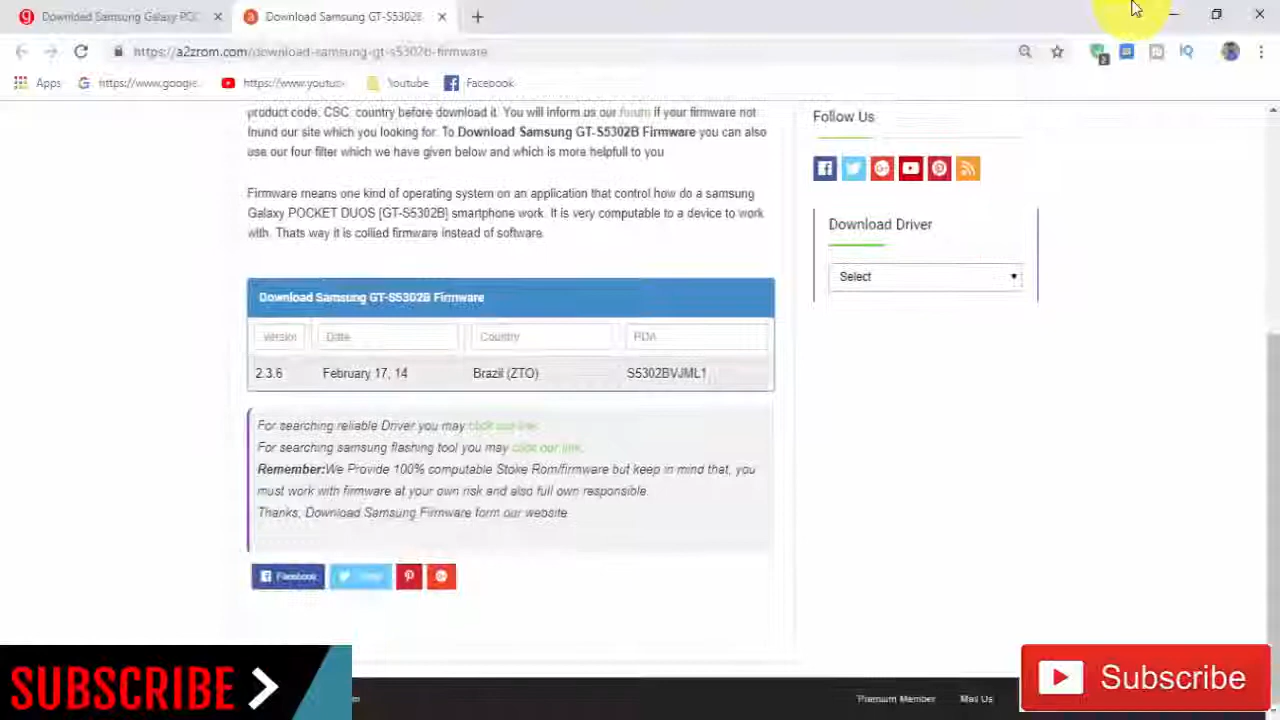 Download Samsung Galaxy POC
Download Samsung GT-S5302B
https://a2zrom.com/download-samsung-gt-s5302b-firmware
Apps
https://www.google
https://www.youtu
Youtube
Facebook
product code, CSC, country before download it. You will inform us our forum if your firmware not
Inund our site which you looking for. To Download Samsung GT-S5302B Firmware you can also
use our four filter which we have given below and which is more helpfull to you
Firmware means one kind of operating system on an application that control how do a samsung
Galaxy POCKET DUOS [GT-S5302B] smartphone work. It is very computable to a device to work
with. Thats way it is collied firmware instead of software.
Download Samsung GT-S5302B Firmware
Version Date Country PDA
2.3.6 February 17, 14 Brazil (ZTO) S5302BVJML1
For searching reliable Driver you may click our link.
For searching samsung flashing tool you may click our link.
Remember:We Provide 100% computable Stoke Rom/firmware but keep in mind that, you
must work with firmware at your own risk and also full own responsible.
Thanks, Download Samsung Firmware form our website
Facebook
Follow Us
Download Driver
Select
Premium Member Mail Us
SUBSCRIBE
Subscribe